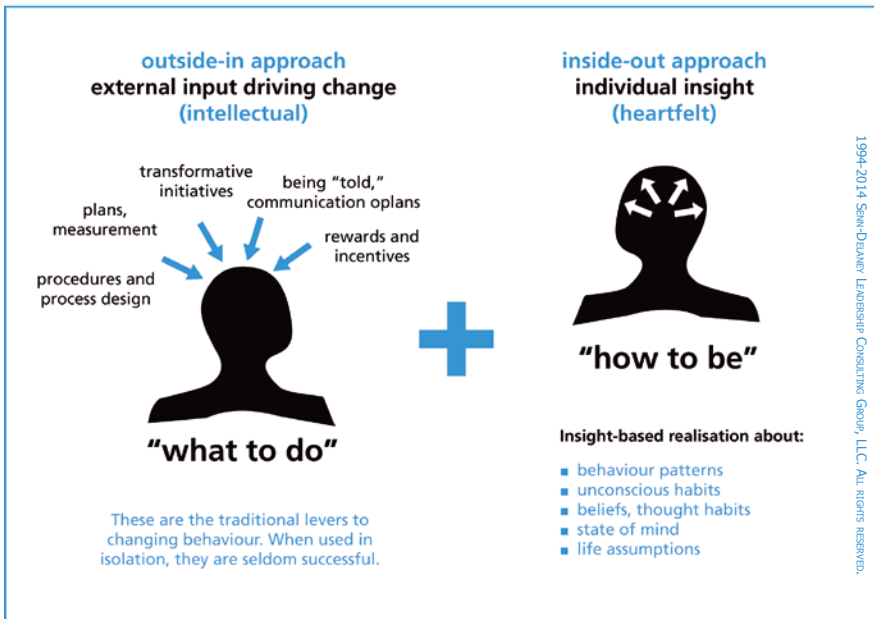 outside-in approach
external input driving change
(intellectual)
transformative
initiatives
being “told,”
communication oplans
plans,
measurement
rewards and
incentives
procedures and
process design
“what to do”
These are the traditional levers to
changing behaviour. When used in
isolation, they are seldom successful.
inside-out approach
individual insight
(heartfelt)
“how to be”
Insight-based realisation about:
behaviour patterns
unconscious habits
beliefs, thought habits
state of mind
life assumptions
1994-2014 Senn-Delaney Leadership Consulting Group, LLC. All rights reserved.